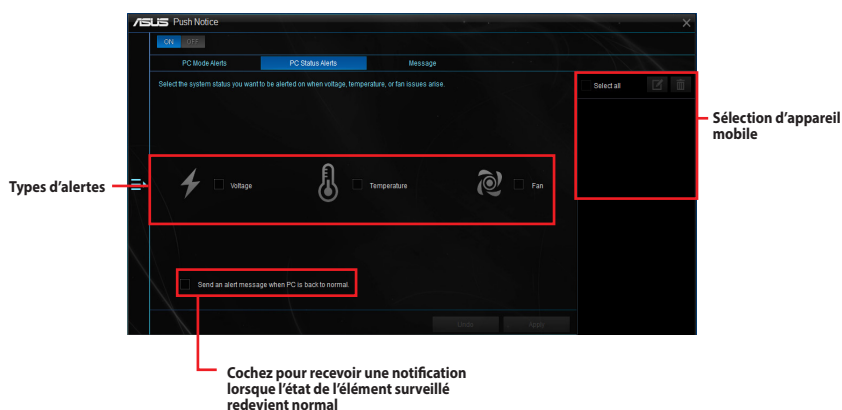 ASUS Push Notice
ON OFF
PC Mode Alerts PC Status Alerts Message
Select the system status you want to be alerted on when voltage, temperature, or fan issues arise.
Select all
Sélection d'appareil
mobile
Types d'alertes
Voltage Temperature Fan
Send an alert message when PC is back to normal.
Undo Apply
Cochez pour recevoir une notification
lorsque l'état de l'élément surveillé
redevient normal